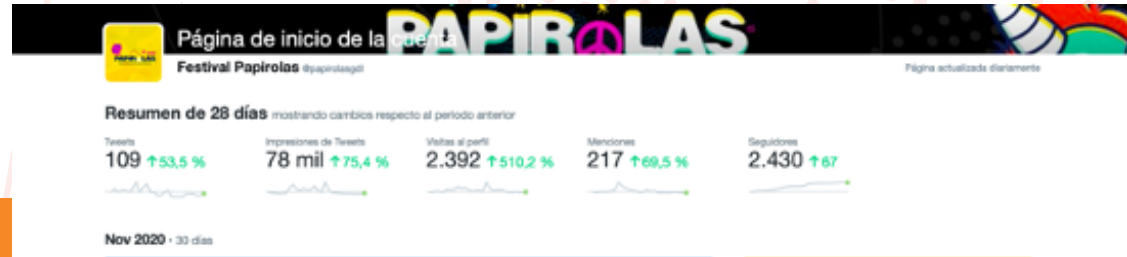 PAPIROLAS
Página de inicio de la cuenta
PAPIROLAS
Festival Papirolas @papirolasgdl
Página actualizada diariamente
Resumen de 28 días mostrando cambios respecto al periodo anterior
Tweets Impresiones de Tweets Visitas al perfil Menciones Seguidores
109 ↑53,5 % 78 mil ↑75,4 % 2.392 ↑510,2 % 217 ↑69,5 % 2.430 ↑67
Nov 2020 • 30 días